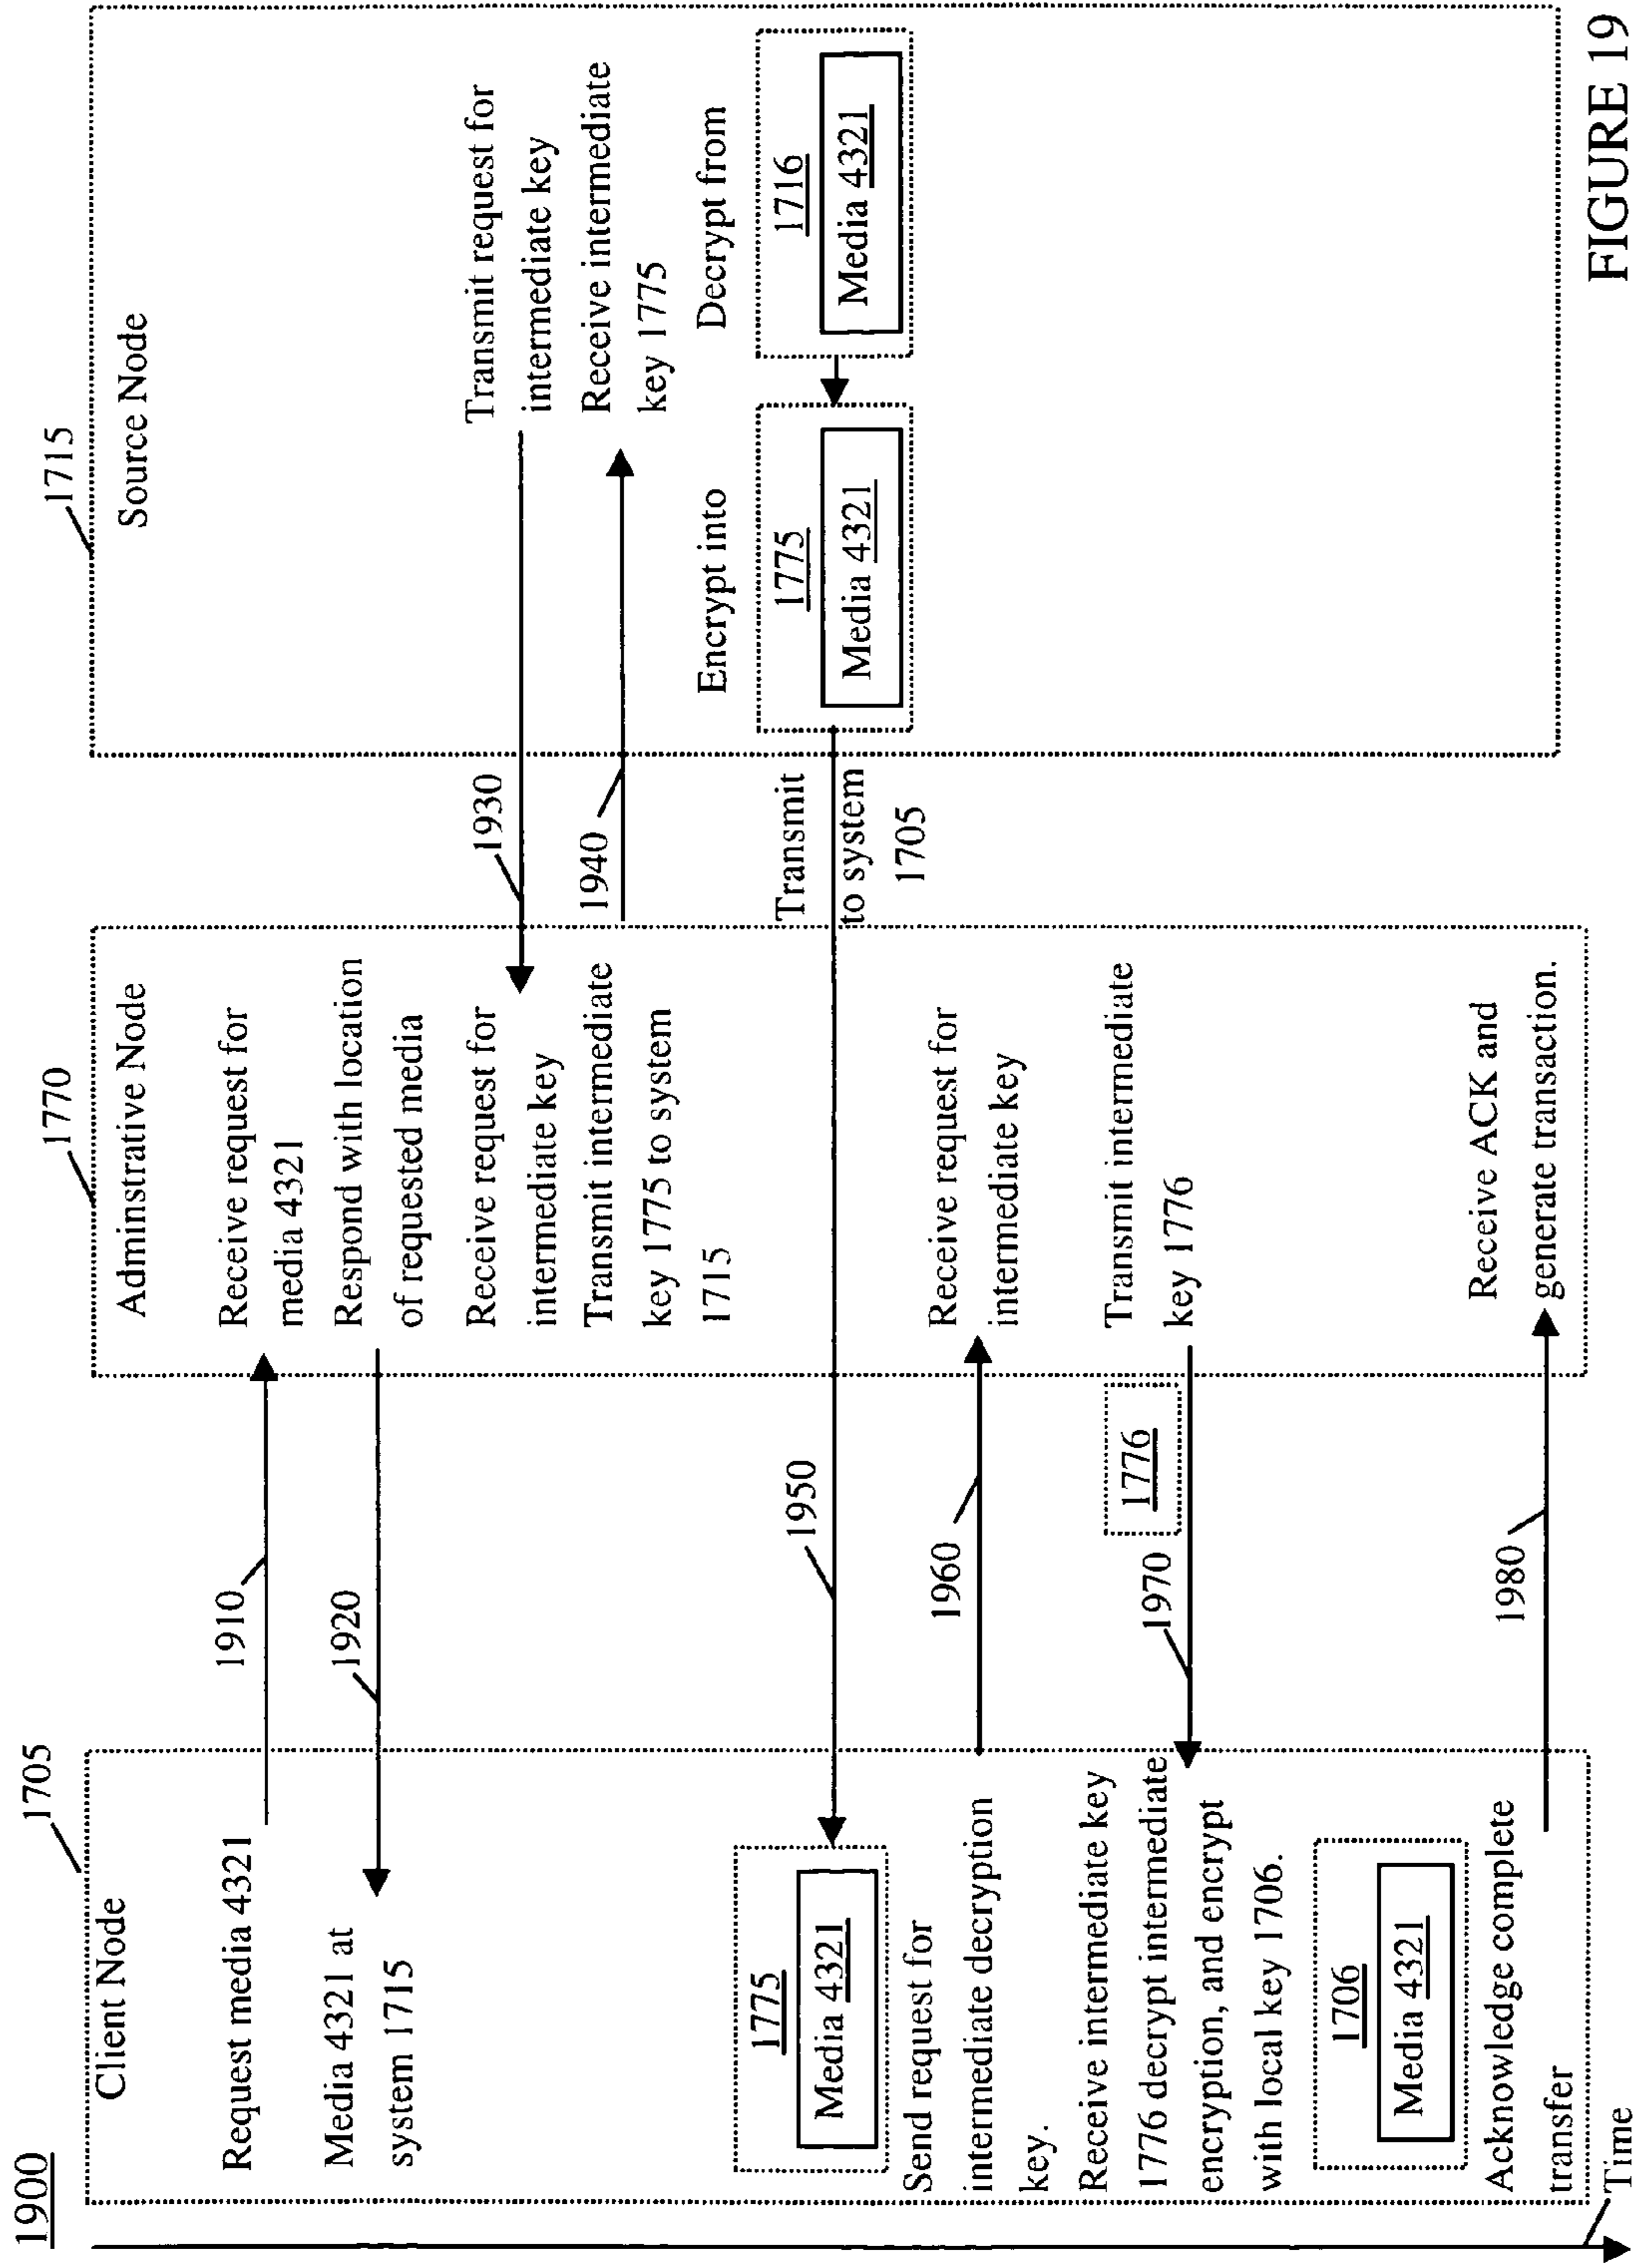 1900
1705
Client Node
Request media 4321
Media 4321 at
system 1715
1775
Media 4321
Send request for
intermediate decryption
key.
Receive intermediate key
1776 decrypt intermediate
encryption, and encrypt
with local key 1706.
1706
Media 4321
Acknowledge complete
transfer
Time
1910
1920
1950
1960
1970
1776
1980
1770
Adminstrative Node
Receive request for
media 4321
Respond with location
of requested media
Receive request for
intermediate key
Transmit intermediate
key 1775 to system
1715
Receive request for
intermediate key
Transmit intermediate
key 1776
Receive ACK and
generate transaction.
1930
1940
Transmit
to system
1705
1715
Source Node
Transmit request for
intermediate key
Receive intermediate
key 1775
Encrypt into
1775
Media 4321
Decrypt from
1716
Media 4321
FIGURE 19